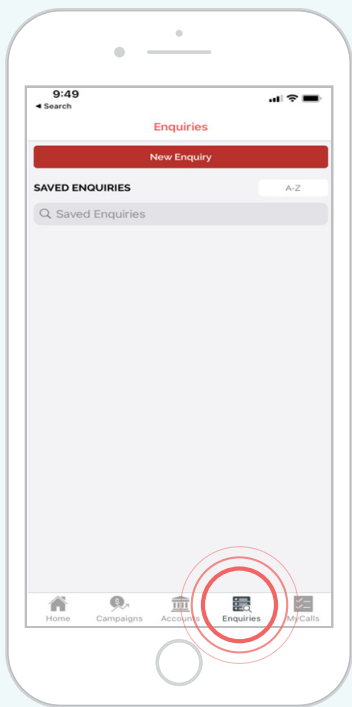 9:49
◄ Search
Enquiries
New Enquiry
SAVED ENQUIRIES
A-Z
Saved Enquiries
Home Campaigns Accounts Enquiries MyCalls